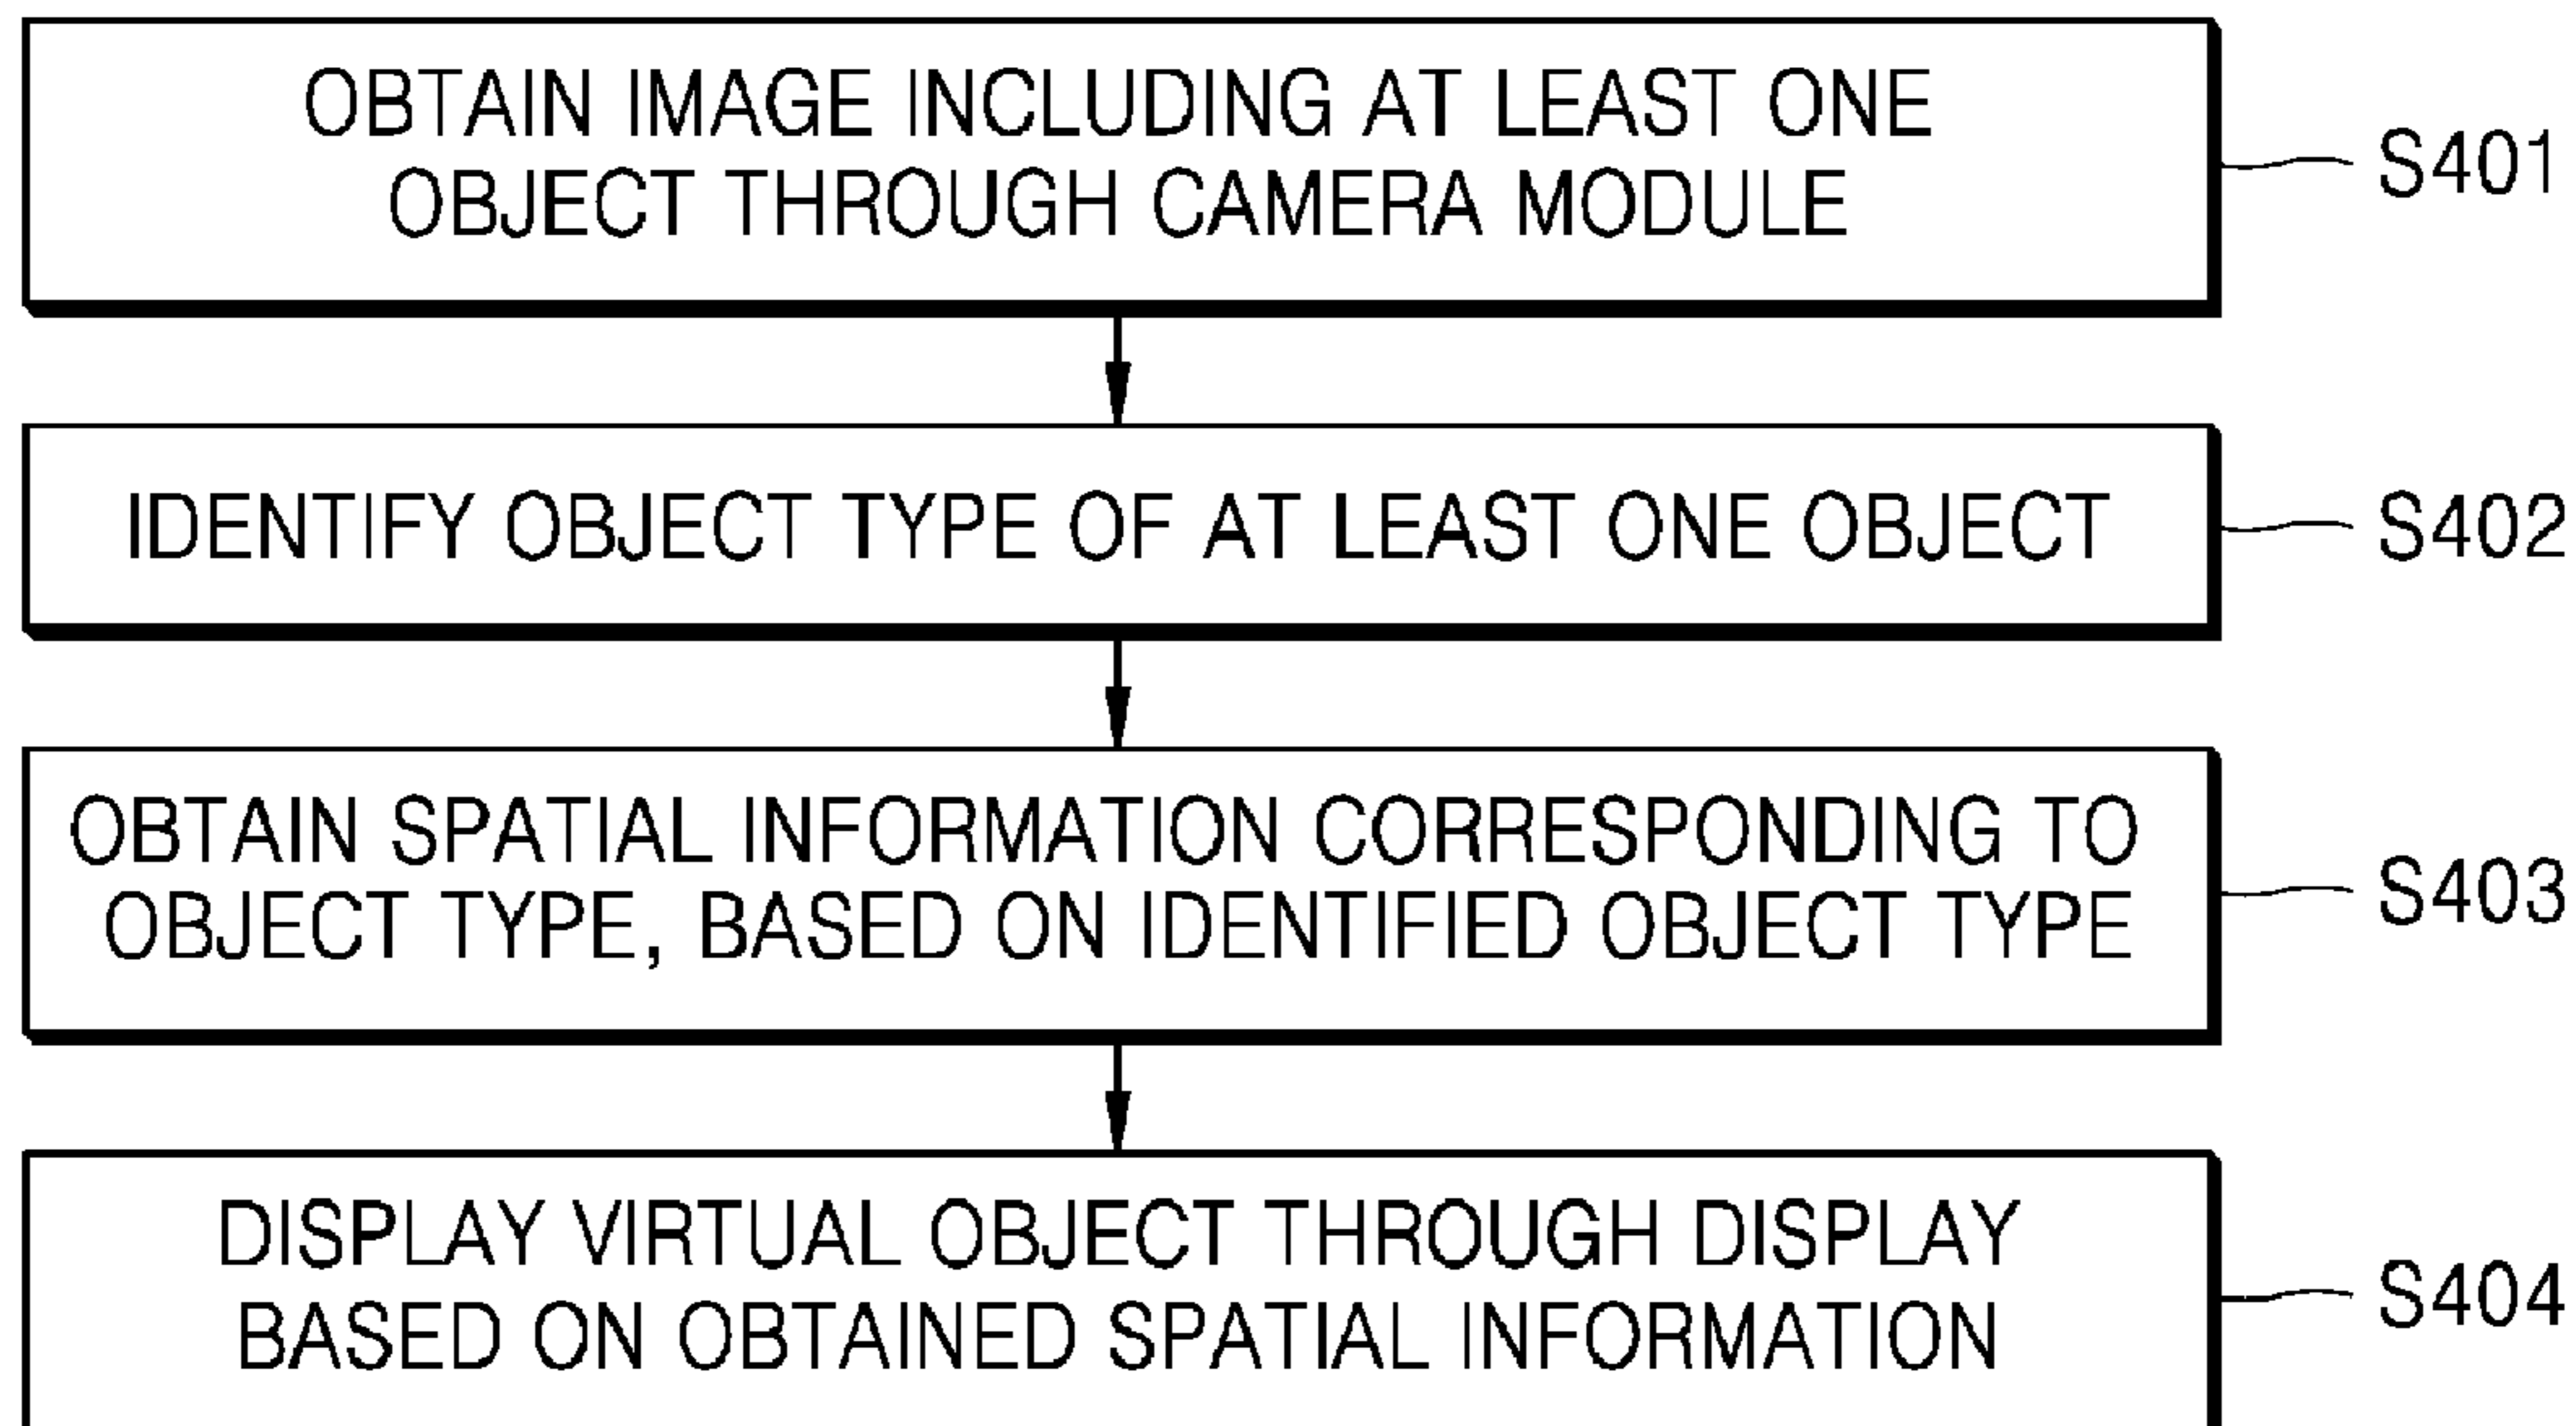 OBTAIN IMAGE INCLUDING AT LEAST ONE
OBJECT THROUGH CAMERA MODULE
S401
IDENTIFY OBJECT TYPE OF AT LEAST ONE OBJECT
S402
OBTAIN SPATIAL INFORMATION CORRESPONDING TO
OBJECT TYPE, BASED ON IDENTIFIED OBJECT TYPE
S403
DISPLAY VIRTUAL OBJECT THROUGH DISPLAY
BASED ON OBTAINED SPATIAL INFORMATION
S404